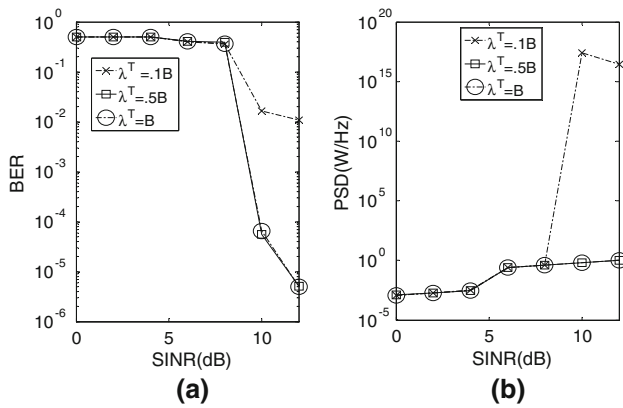 10^0
10^-1
10^-2
10^-3
10^-4
10^-5
10^-6
BER
λ^T=.1B
λ^T=.5B
λ^T=B
0
5
10
SINR(dB)
(a)
10^20
10^15
10^10
10^5
10^0
10^-5
PSD(W/Hz)
λ^T=.1B
λ^T=.5B
λ^T=B
0
5
10
SINR(dB)
(b)